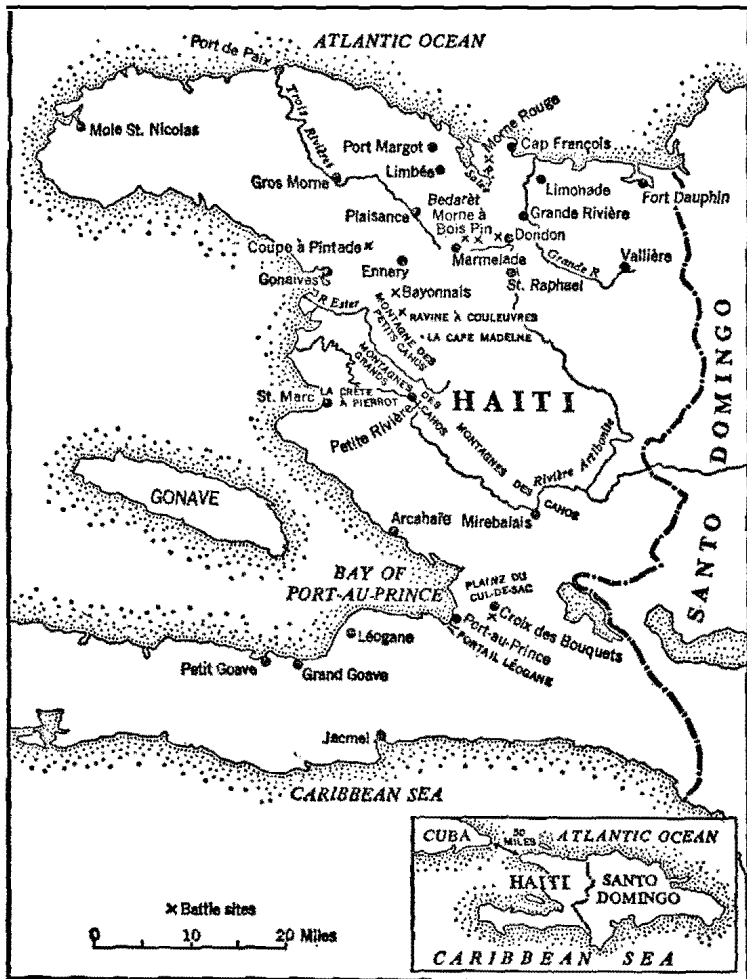 ATLANTIC OCEAN
Port de Paix
Trois Rivières
Mole St. Nicolas
Morne Rouge
Port Margot
Cap François
Limbée
Salée
Gros Morne
Limonade
Fort Dauphin
Bedaret
Plaisance
Morne à
Bois Pin
Grande Rivière
Coupe à Pintade
Dondon
Ennery
Marmelade
Grande R.
Vallière
Gonaives
St. Raphael
R Ester
Bayonnais
RAVINE À COULEUVRES
MONTAGNE DES
PETITS CAHOS
LA CAPE MADELNE
MONTAGNES DES
GRANDS CAHOS
HAITI
St. Marc
LA CRÊTE
À PIERROT
Petite Rivière
MONTAGNES DES
CAHOS
Rivière Artibonite
SANTO DOMINGO
GONAVE
Arcahaie
Mirebalais
BAY OF
PORT-AU-PRINCE
PLAINZ DU
CUL-DE-SAC
Croix des Bouquets
Port-au-Prince
PORTAIL LÉOGANE
Léogane
Petit Goave
Grand Goave
Jacmel
CARIBBEAN SEA
× Battle sites
0 10 20 Miles
CUBA
50
MILES
ATLANTIC OCEAN
HAITI
SANTO
DOMINGO
CARIBBEAN SEA